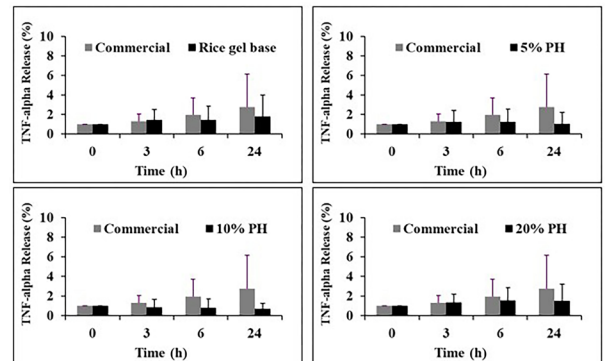 TNF-alpha Release (%)
10
8
6
4
2
0
Commercial Rice gel base
0 3 6 24
Time (h)
TNF-alpha Release (%)
10
8
6
4
2
0
Commercial 5% PH
0 3 6 24
Time (h)
TNF-alpha Release (%)
10
8
6
4
2
0
Commercial 10% PH
0 3 6 24
Time (h)
TNF-alpha Release (%)
10
8
6
4
2
0
Commercial 20% PH
0 3 6 24
Time (h)